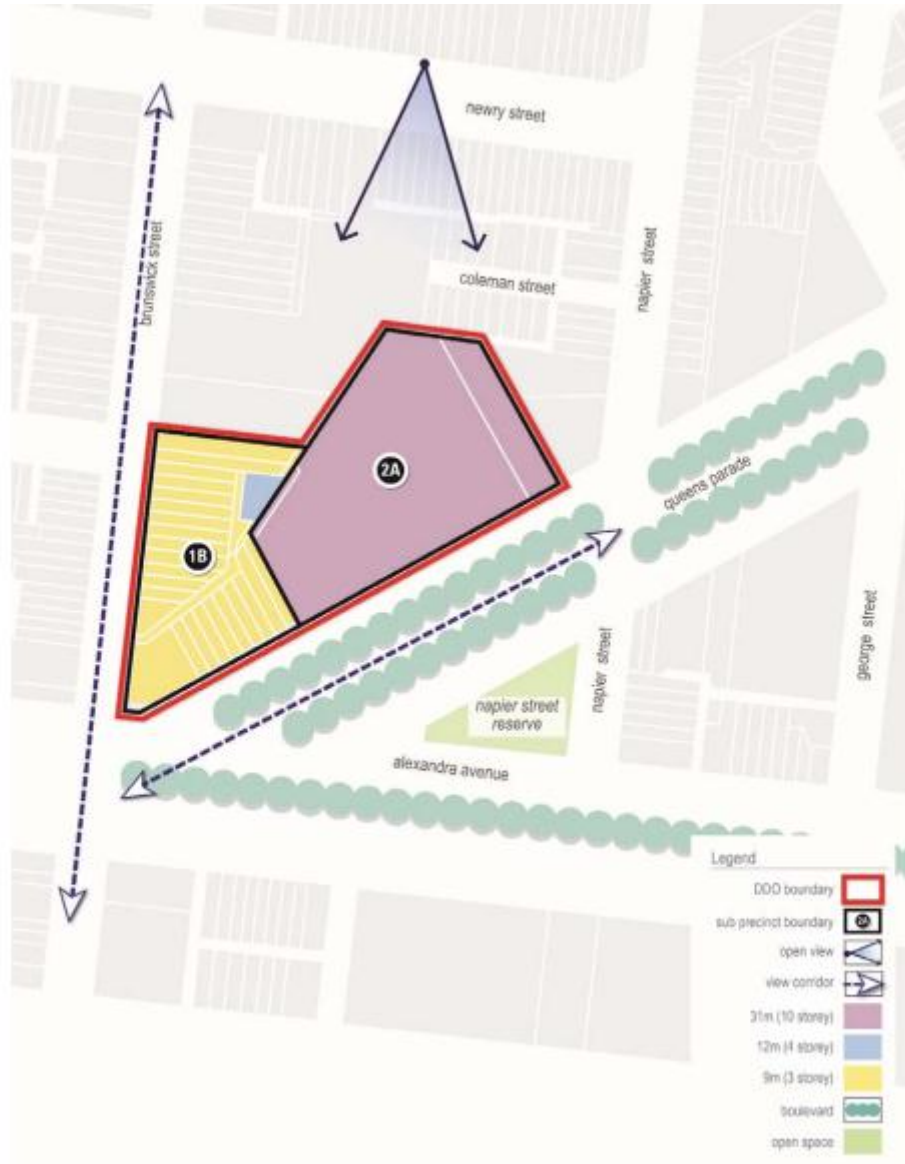 newry street
brunswick street
napier street
coleman street
2A
queens parade
1B
george street
napier street
napier street
reserve
alexandra avenue
Legend
DDO boundary
sub precinct boundary
2A
open view
view corridor
31m (10 storey)
12m (4 storey)
9m (3 storey)
boulevard
open space